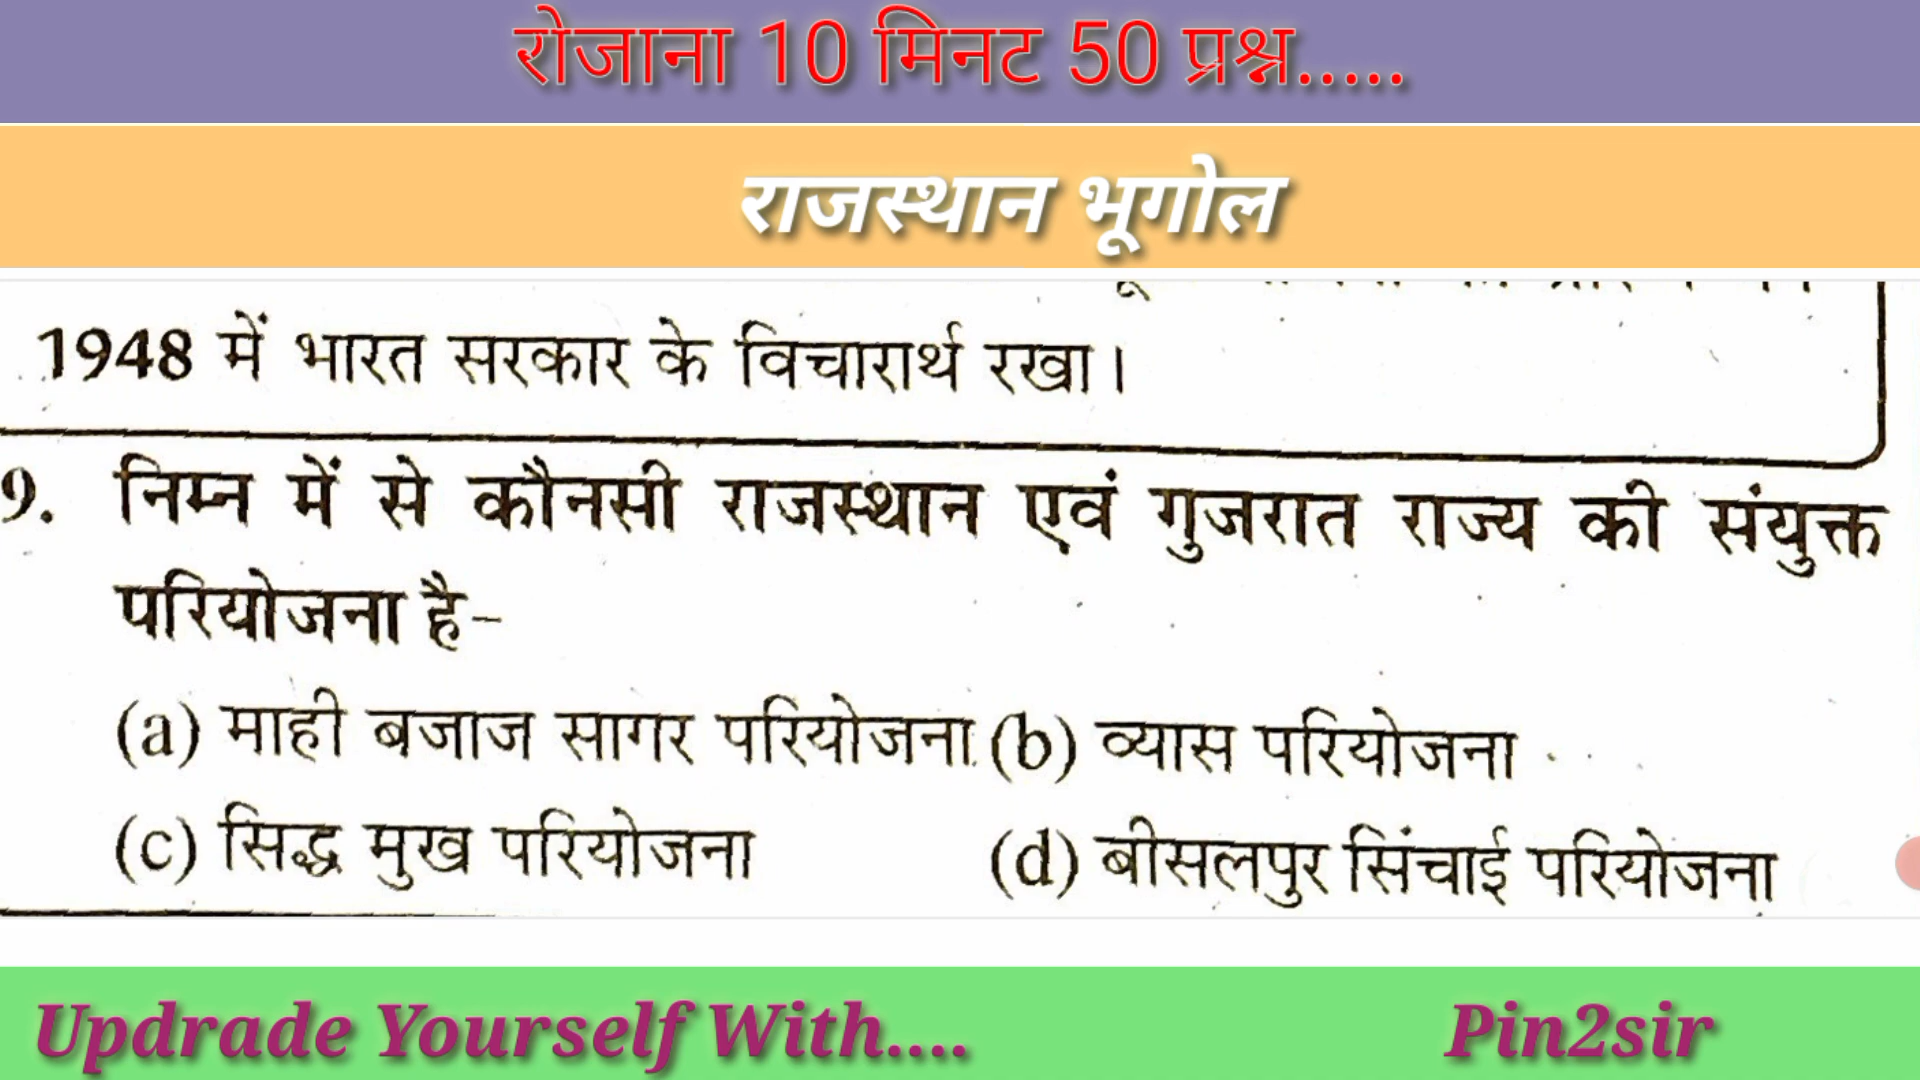 रोजाना 10 मिनट 50 प्रश्न.....
राजस्थान भूगोल
1948 में भारत सरकार के विचारार्थ रखा।
9. निम्न में से कौनसी राजस्थान एवं गुजरात राज्य की संयुक्त
परियोजना है-
(a) माही बजाज सागर परियोजना (b) व्यास परियोजना
(c) सिद्ध मुख परियोजना (d) बीसलपुर सिंचाई परियोजना
Updrade Yourself With.... Pin2sir